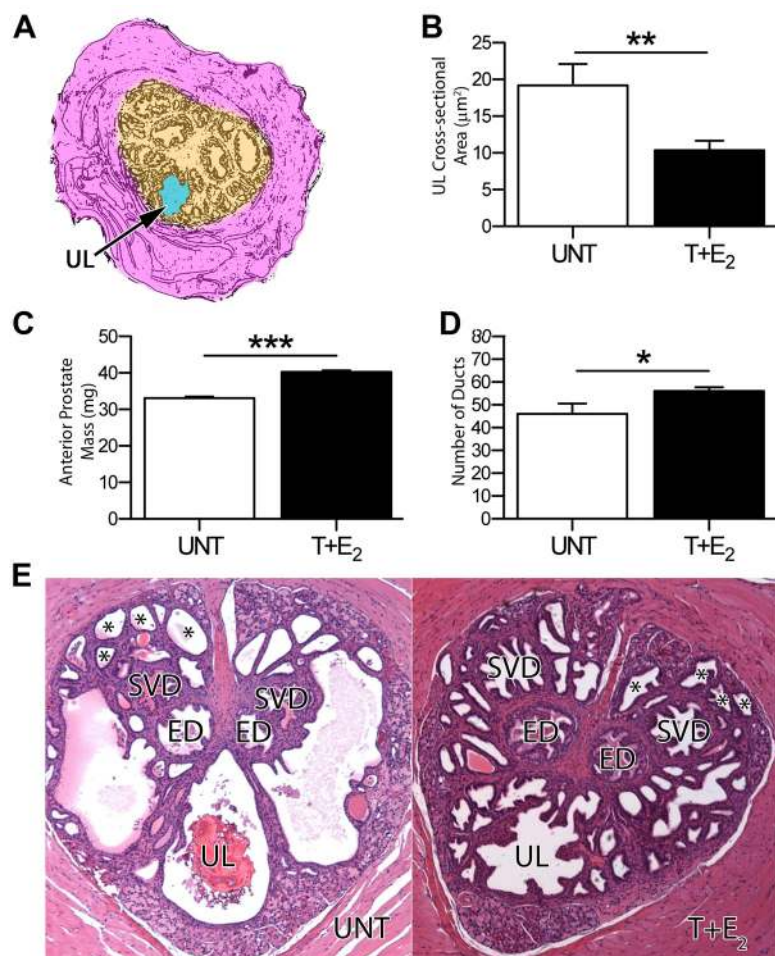 A
UL
B
UL Cross-sectional
Area (μm²)
25
20
15
10
5
0
**
UNT
T+E₂
C
Anterior Prostate
Mass (mg)
50
40
30
20
10
0
***
UNT
T+E₂
D
Number of Ducts
80
70
60
50
40
30
20
10
0
*
UNT
T+E₂
E
* * *
*
SVD SVD
ED ED
UL
UNT
SVD
* * * *
SVD
ED ED
UL
T+E₂